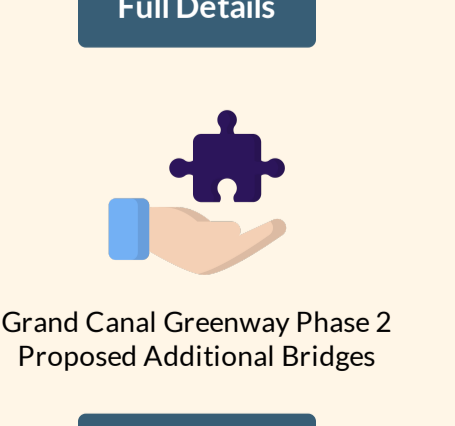 Full Details
Grand Canal Greenway Phase 2
Proposed Additional Bridges